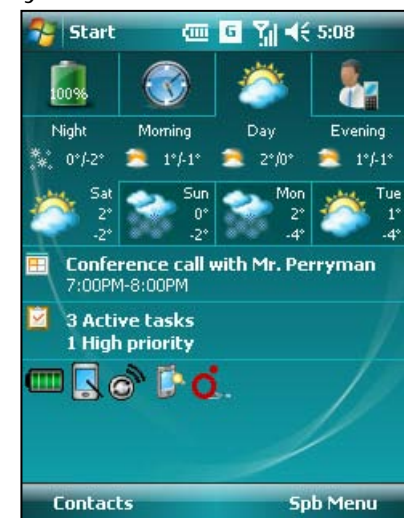 Start G 5:08
100%
Night Morning Day Evening
0°/-2° 1°/-1° 2°/0° 1°/-1°
Sat Sun Mon Tue
2° 0° 2° 1°
-2° -2° -4° -4°
Conference call with Mr. Perryman
7:00PM-8:00PM
3 Active tasks
1 High priority
Contacts Spb Menu